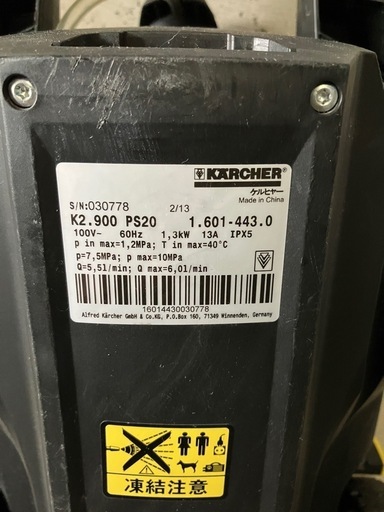 KÄRCHER
ケルヒャー
Made in China
S/N:030778 2/13
K2.900 PS20 1.601-443.0
100V~ 60Hz 1,3kW 13A IPX5
p in max=1,2MPa; T in max=40°C
p=7,5MPa; p max=10MPa
Q=5,5l/min; Q max=6,0l/min
16014430030778
Alfred Kärcher GmbH & Co.KG, P.O.Box 160, 71349 Winnenden, Germany
凍結注意